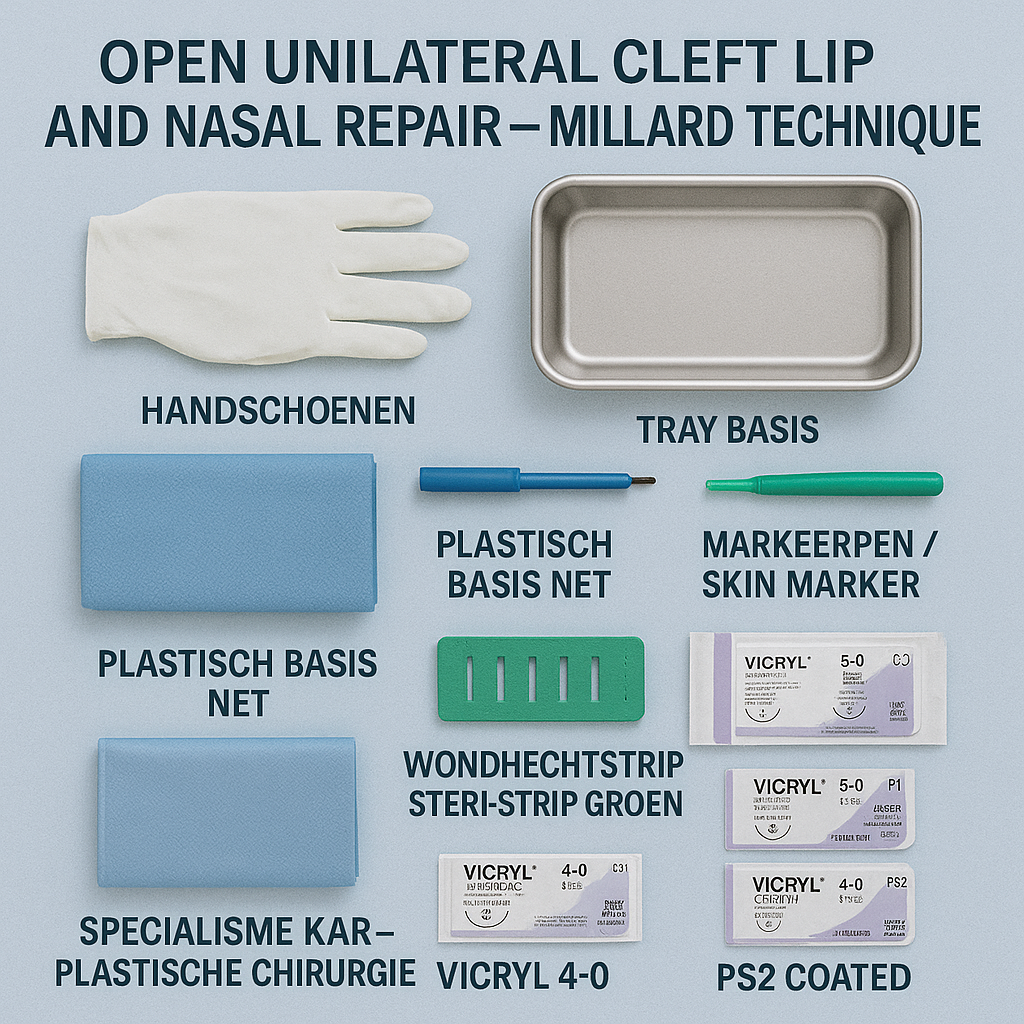 OPEN UNILATERAL CLEFT LIP
AND NASAL REPAIR – MILLARD TECHNIQUE
HANDSCHOENEN
TRAY BASIS
PLASTISCH
BASIS NET
MARKEERPEN /
SKIN MARKER
PLASTISCH BASIS
NET
WONDHECHTSTRIP
STERI-STRIP GROEN
VICRYL® 5-0
VICRYL® 5-0 P1
VICRYL® 4-0 PS2
VICRYL® 4-0 C31
SPECIALISME KAR –
PLASTISCHE CHIRURGIE
VICRYL 4-0
PS2 COATED